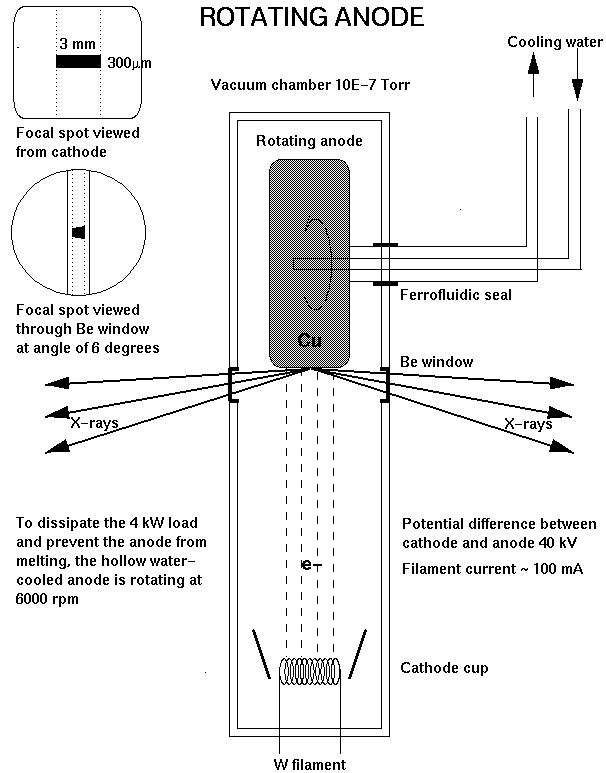 ROTATING ANODE
3 mm
300μm
Focal spot viewed
from cathode
Cooling water
Vacuum chamber 10E-7 Torr
Rotating anode
Focal spot viewed
through Be window
at angle of 6 degrees
Ferrofluidic seal
Cu
Be window
X-rays
X-rays
To dissipate the 4 kW load
and prevent the anode from
melting, the hollow water-
cooled anode is rotating at
6000 rpm
Potential difference between
cathode and anode 40 kV
Filament current ~ 100 mA
e-
Cathode cup
W filament